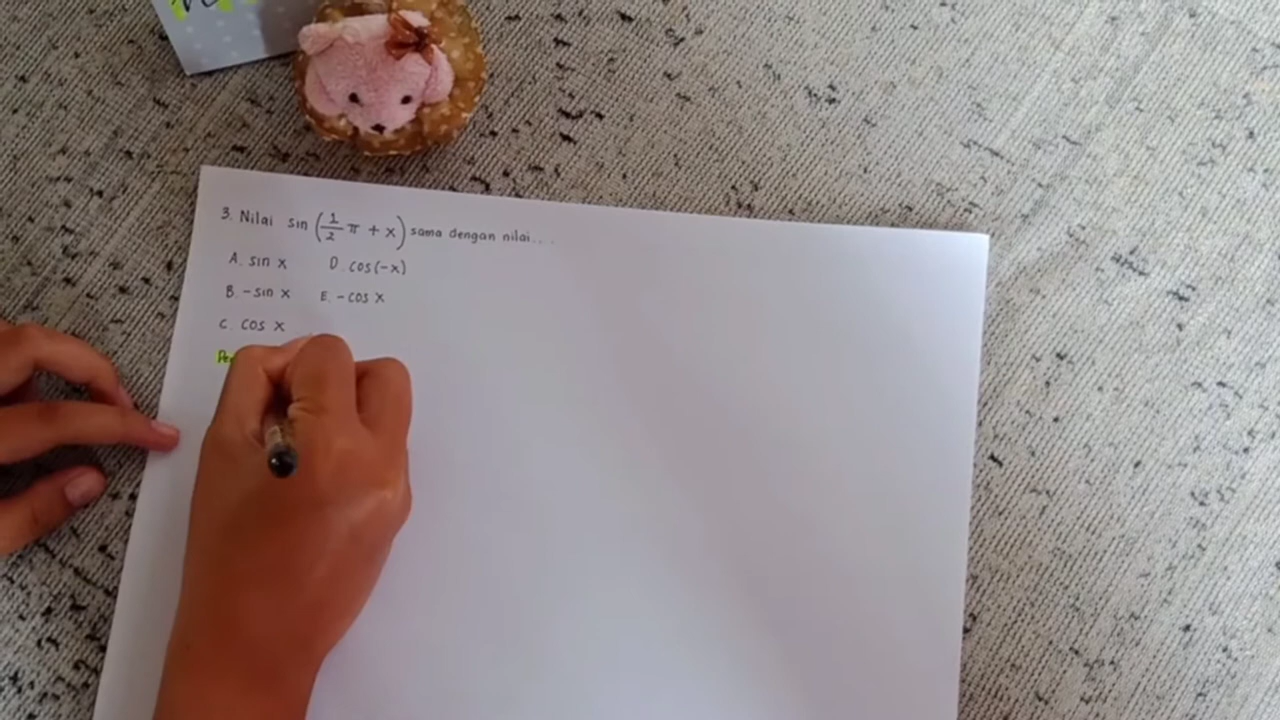 3. Nilai sin (1/2 π + x) sama dengan nilai....
A. sin x D. cos(-x)
B. -sin x E. -cos x
C. cos x